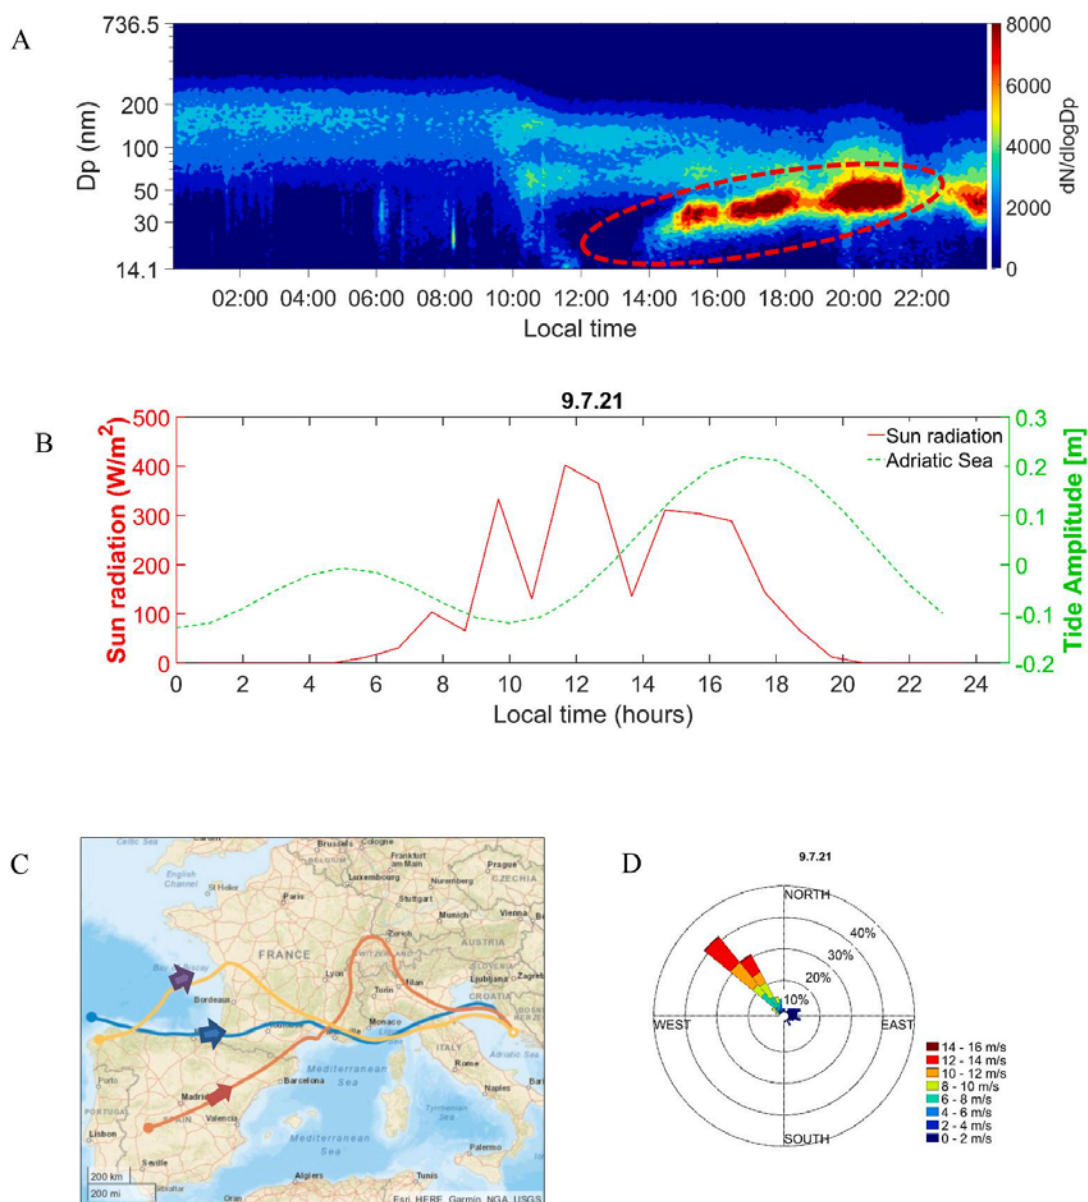 A
736.5
200
100
50
30
14.1
Dp (nm)
02:00 04:00 06:00 08:00 10:00 12:00 14:00 16:00 18:00 20:00 22:00
Local time
8000
6000
4000
2000
0
dN/dlogDp
B
9.7.21
500
400
300
200
100
0
Sun radiation (W/m²)
Sun radiation
Adriatic Sea
0.3
0.2
0.1
0
-0.1
-0.2
Tide Amplitude [m]
0 2 4 6 8 10 12 14 16 18 20 22 24
Local time (hours)
C
Celtic Sea
English
Channel
St Helier
Brussels
Cologne
BELGIUM
Frankfurt
am Main
Luxembourg
Prague
CZECHIA
Nuremberg
Paris
Stuttgart
Munich
Vienna
Zurich
AUSTRIA
FRANCE
SWITZERLAND
Bay of Biscay
Lyon
Milan
SLOVENIA
Ljubljana
Zagreb
Turin
CROATIA
Bordeaux
Toulouse
Monaco
ITALY
Adriatic Sea
Rome
Porto
Barcelona
Mediterranean
Sea
Naples
Madrid
PORTUGAL
SPAIN
Valencia
Tyrrhenian
Sea
Lisbon
Mediterranean
Sea
Palermo
Seville
Gibraltar
Algiers
Tunis
Oran
200 km
200 mi
Esri, HERE, Garmin, NGA, USGS
D
9.7.21
NORTH
40%
30%
20%
10%
WEST
EAST
SOUTH
14 - 16 m/s
12 - 14 m/s
10 - 12 m/s
8 - 10 m/s
6 - 8 m/s
4 - 6 m/s
2 - 4 m/s
0 - 2 m/s